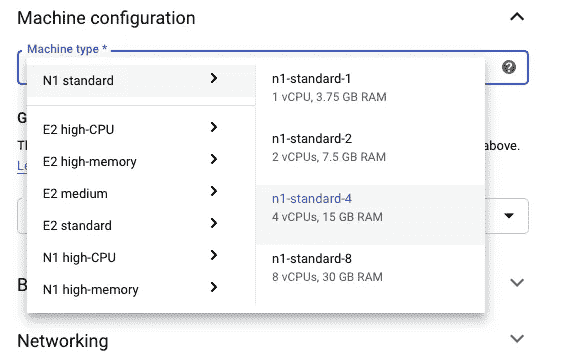 Machine configuration
Machine type *
N1 standard
E2 high-CPU
E2 high-memory
E2 medium
E2 standard
N1 high-CPU
N1 high-memory
n1-standard-1
1 vCPU, 3.75 GB RAM
n1-standard-2
2 vCPUs, 7.5 GB RAM
n1-standard-4
4 vCPUs, 15 GB RAM
n1-standard-8
8 vCPUs, 30 GB RAM
above.
Networking